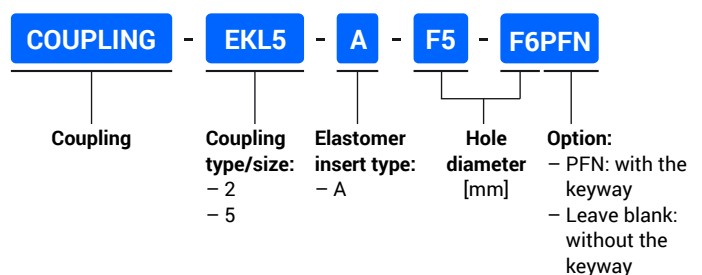 COUPLING - EKL5 - A - F5 - F6PFN
Coupling
Coupling
type/size:
– 2
– 5
Elastomer
insert type:
– A
Hole
diameter
[mm]
Option:
– PFN: with the
keyway
– Leave blank:
without the
keyway